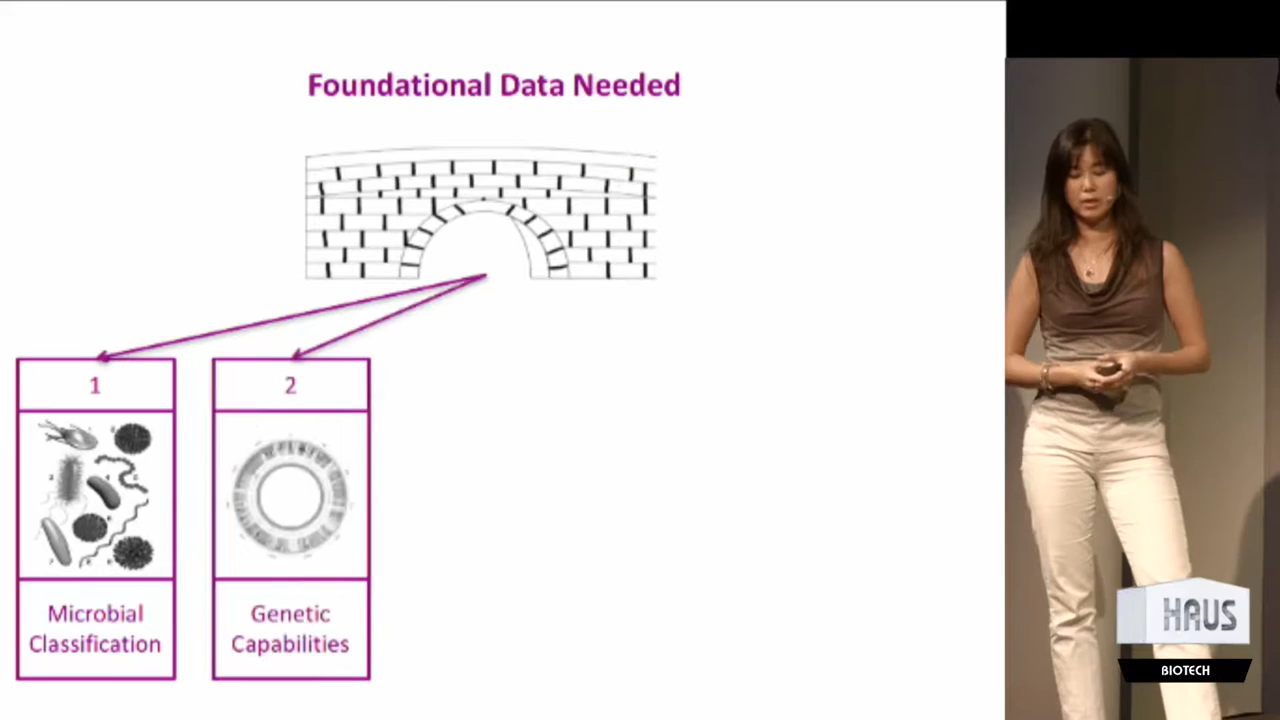 Foundational Data Needed
1
2
Microbial
Classification
Genetic
Capabilities
HAUS
BIOTECH